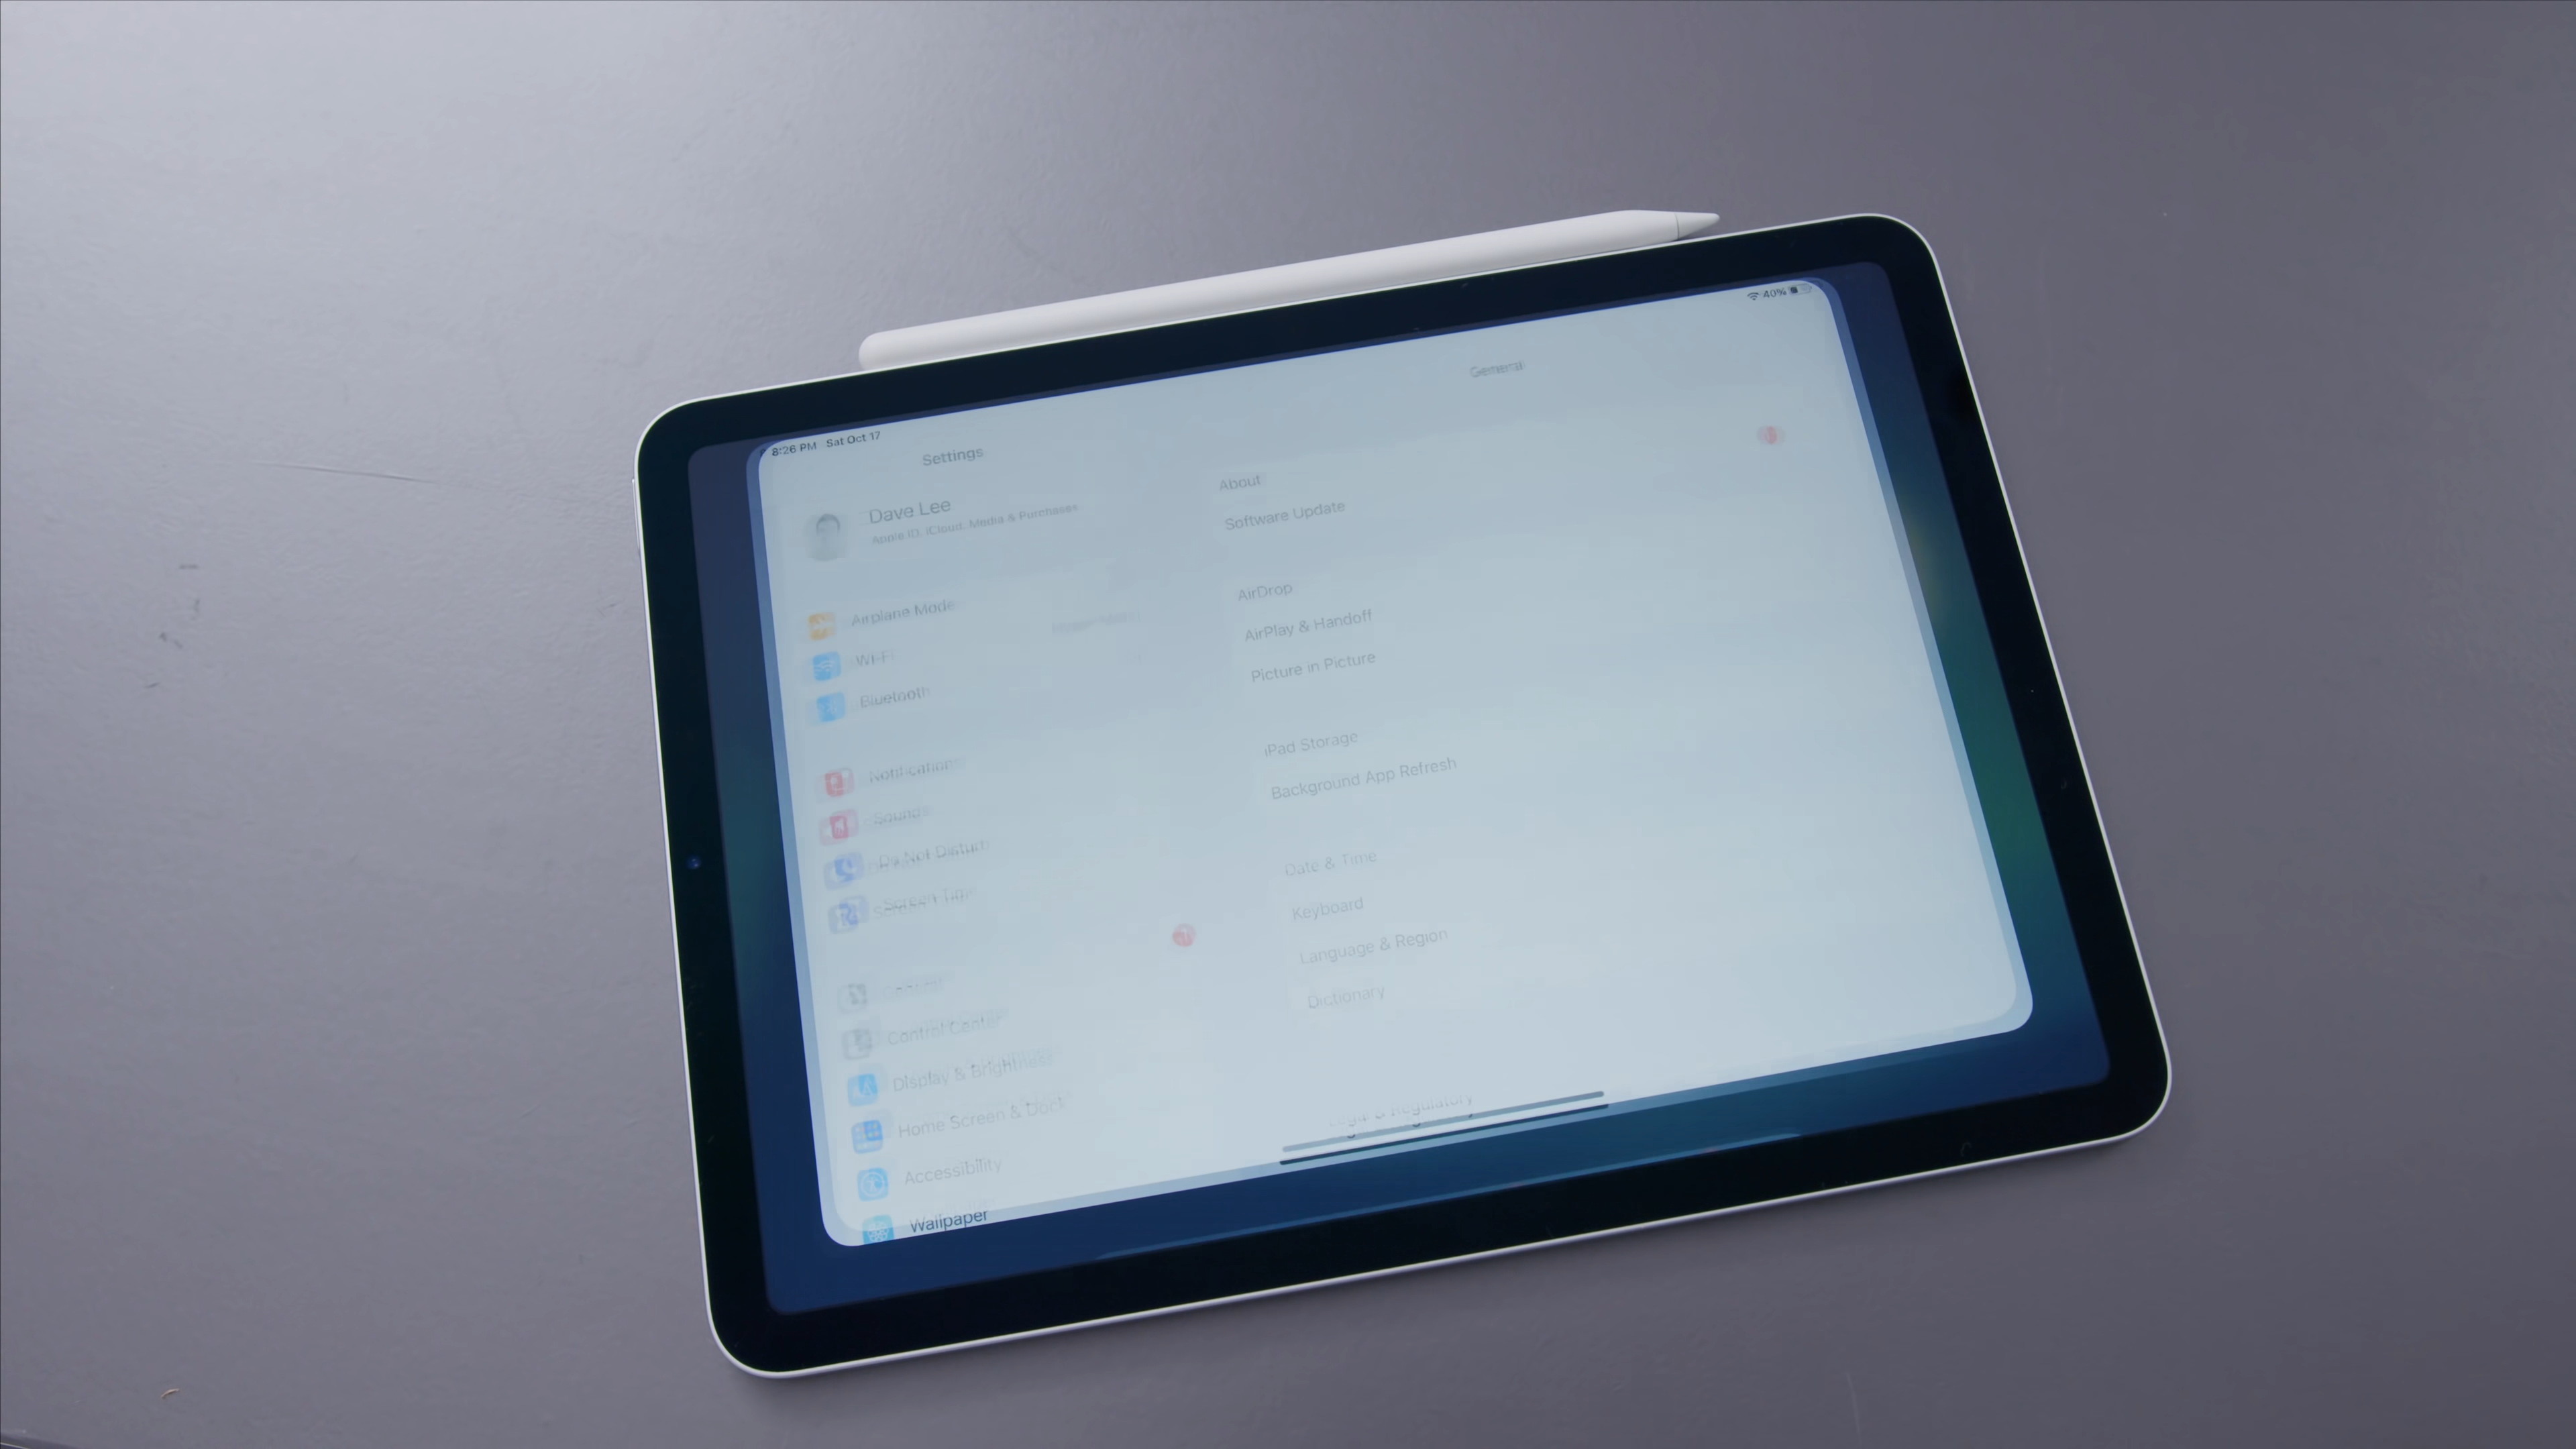 8:26 PM Sat Oct 17
40%
Settings
Dave Lee
Apple ID, iCloud, Media & Purchases
Airplane Mode
Wi-Fi
Bluetooth
Notifications
Sounds
Do Not Disturb
Screen Time
General
Control Center
Display & Brightness
Home Screen & Dock
Accessibility
Wallpaper
General
About
Software Update
AirDrop
AirPlay & Handoff
Picture in Picture
iPad Storage
Background App Refresh
Date & Time
Keyboard
Language & Region
Dictionary
Legal & Regulatory